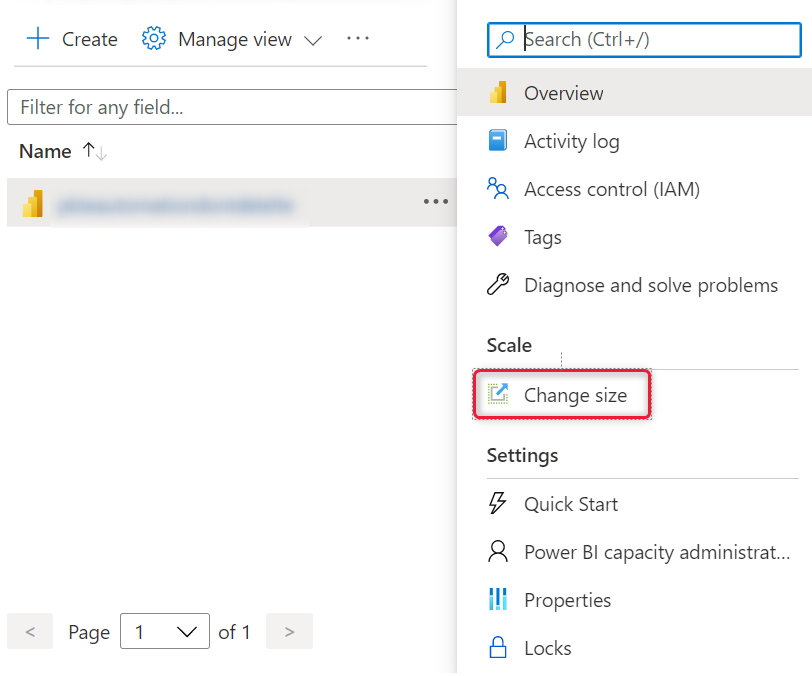 Create Manage view ...
Filter for any field...
Name
Page 1 of 1
Search (Ctrl+/)
Overview
Activity log
Access control (IAM)
Tags
Diagnose and solve problems
Scale
Change size
Settings
Quick Start
Power BI capacity administrat...
Properties
Locks